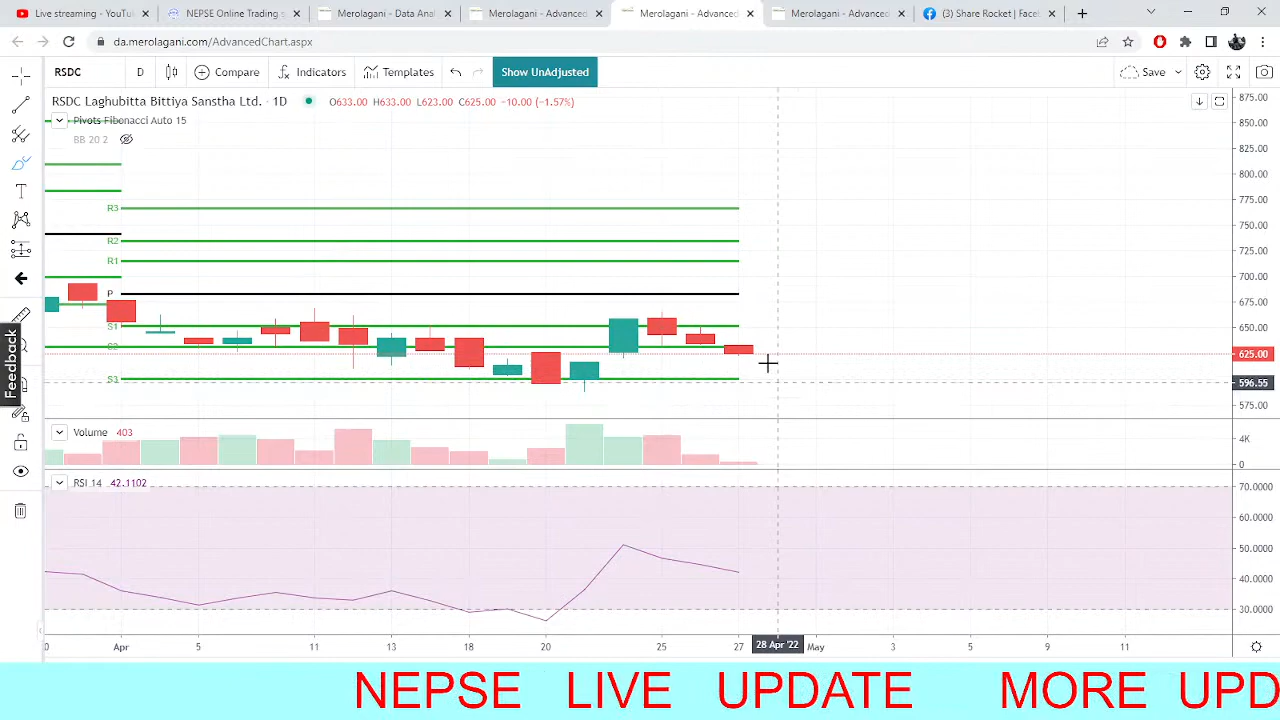 Live streaming - YouTube
NEPSE Online Trading s
Merolagani - Data Anal
Merolagani - Advanced
Merolagani - Advanced
Merolagani - Advanced
(3) Share Rocket | Face
da.merolagani.com/AdvancedChart.aspx
RSDC D Compare Indicators Templates Show UnAdjusted Save
RSDC Laghubitta Bittiya Sanstha Ltd. · 1D O633.00 H633.00 L623.00 C625.00 -10.00 (-1.57%)
Pivots Fibonacci Auto 15
BB 20 2
875.00
850.00
825.00
800.00
775.00
750.00
725.00
700.00
675.00
650.00
625.00
596.55
575.00
R3
R2
R1
P
S1
S2
S3
Feedback
Volume 403
4K
0
RSI 14 42.1102
70.0000
60.0000
50.0000
40.0000
30.0000
0 Apr 5 11 13 18 20 25 27 28 Apr '22 May 3 5 9 11
NEPSE LIVE UPDATE MORE UPD